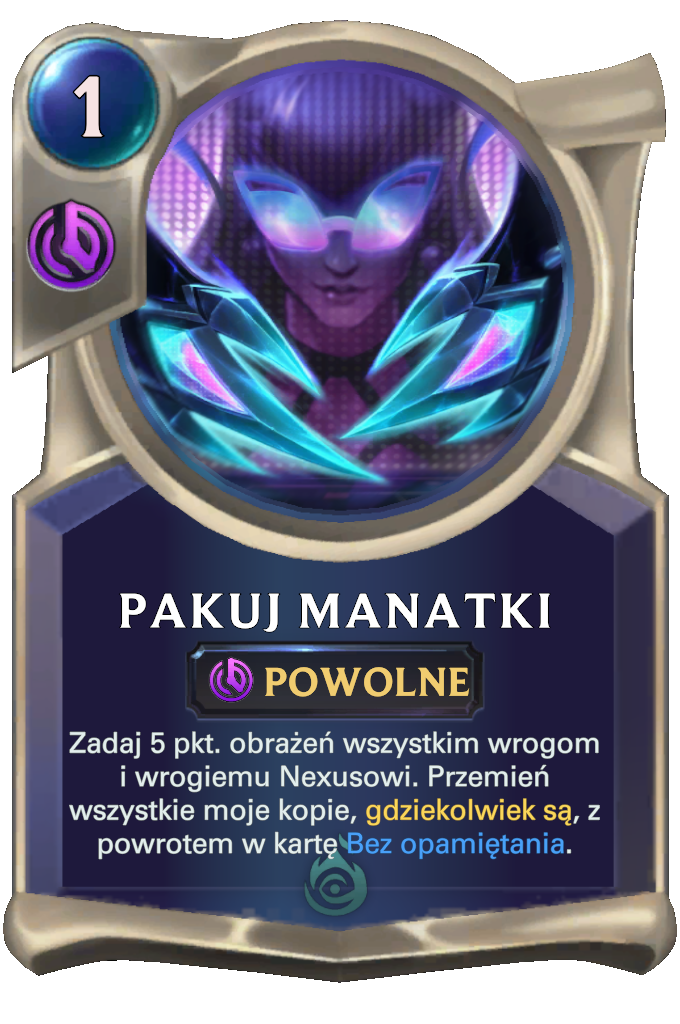 1
PAKUJ MANATKI
POWOLNE
Zadaj 5 pkt. obrażeń wszystkim wrogom
i wrogiemu Nexusowi. Przemień
wszystkie moje kopie, gdziekolwiek są, z
powrotem w kartę Bez opamiętania.